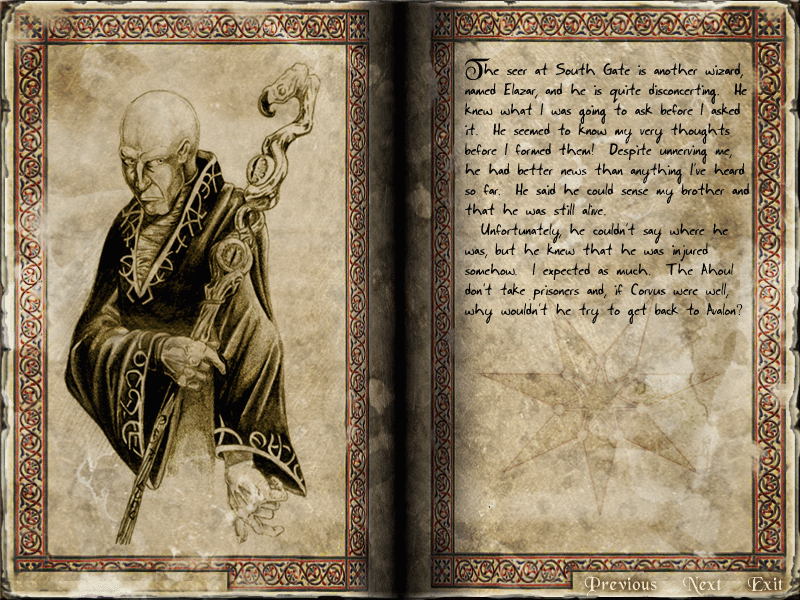 The seer at South Gate is another wizard,
named Elazar, and he is quite disconcerting. He
knew what I was going to ask before I asked
it. He seemed to know my very thoughts
before I formed them! Despite unnerving me,
he had better news than anything I've heard
so far. He said he could sense my brother and
that he was still alive.
Unfortunately, he couldn't say where he
was, but he knew that he was injured
somehow. I expected as much. The Ahoul
don't take prisoners and, if Corvus were well,
why wouldn't he try to get back to Avalon?
Previous Next Exit